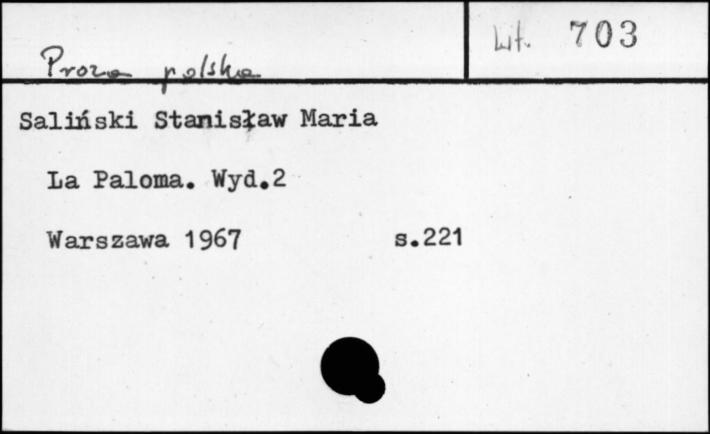 Proza polska
Lit. 703
Saliński Stanisław Maria
La Paloma. Wyd.2
Warszawa 1967 s.221